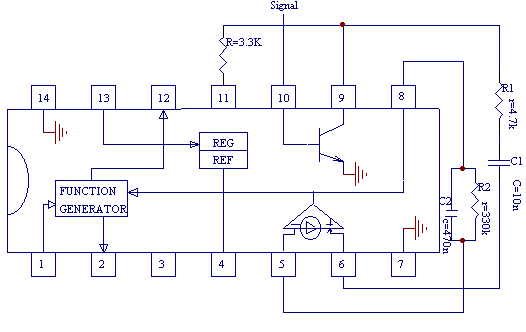 Signal
R=3.3K
14
13
12
11
10
9
8
R1
r=4.7k
C1
C=10n
REG
REF
FUNCTION
GENERATOR
R2
r=330k
C2
c=470n
1
2
3
4
5
6
7